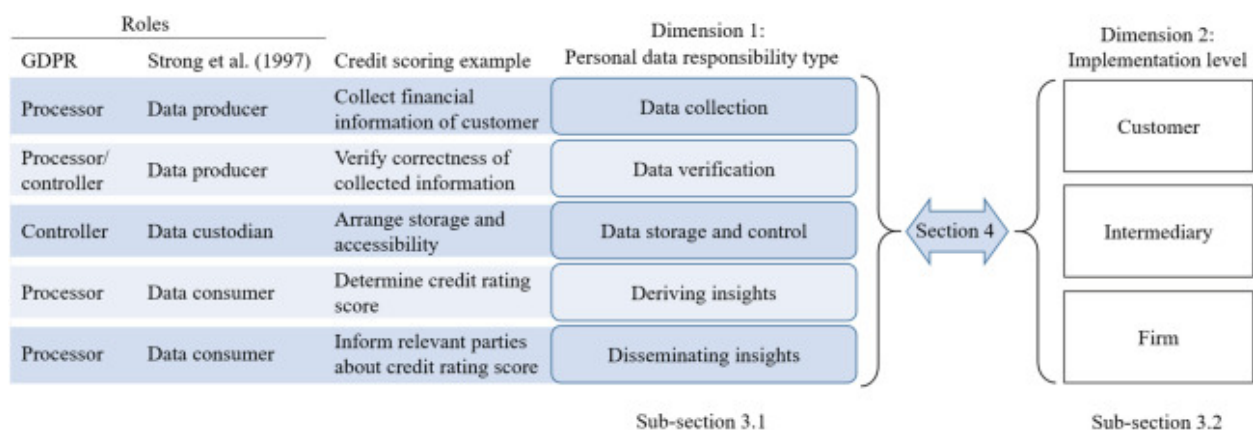 Roles
Dimension 1:
Personal data responsibility type
Dimension 2:
Implementation level
GDPR
Strong et al. (1997)
Credit scoring example
Processor
Data producer
Collect financial
information of customer
Data collection
Processor/
controller
Data producer
Verify correctness of
collected information
Data verification
Controller
Data custodian
Arrange storage and
accessibility
Data storage and control
Processor
Data consumer
Determine credit rating
score
Deriving insights
Processor
Data consumer
Inform relevant parties
about credit rating score
Disseminating insights
Section 4
Customer
Intermediary
Firm
Sub-section 3.1
Sub-section 3.2